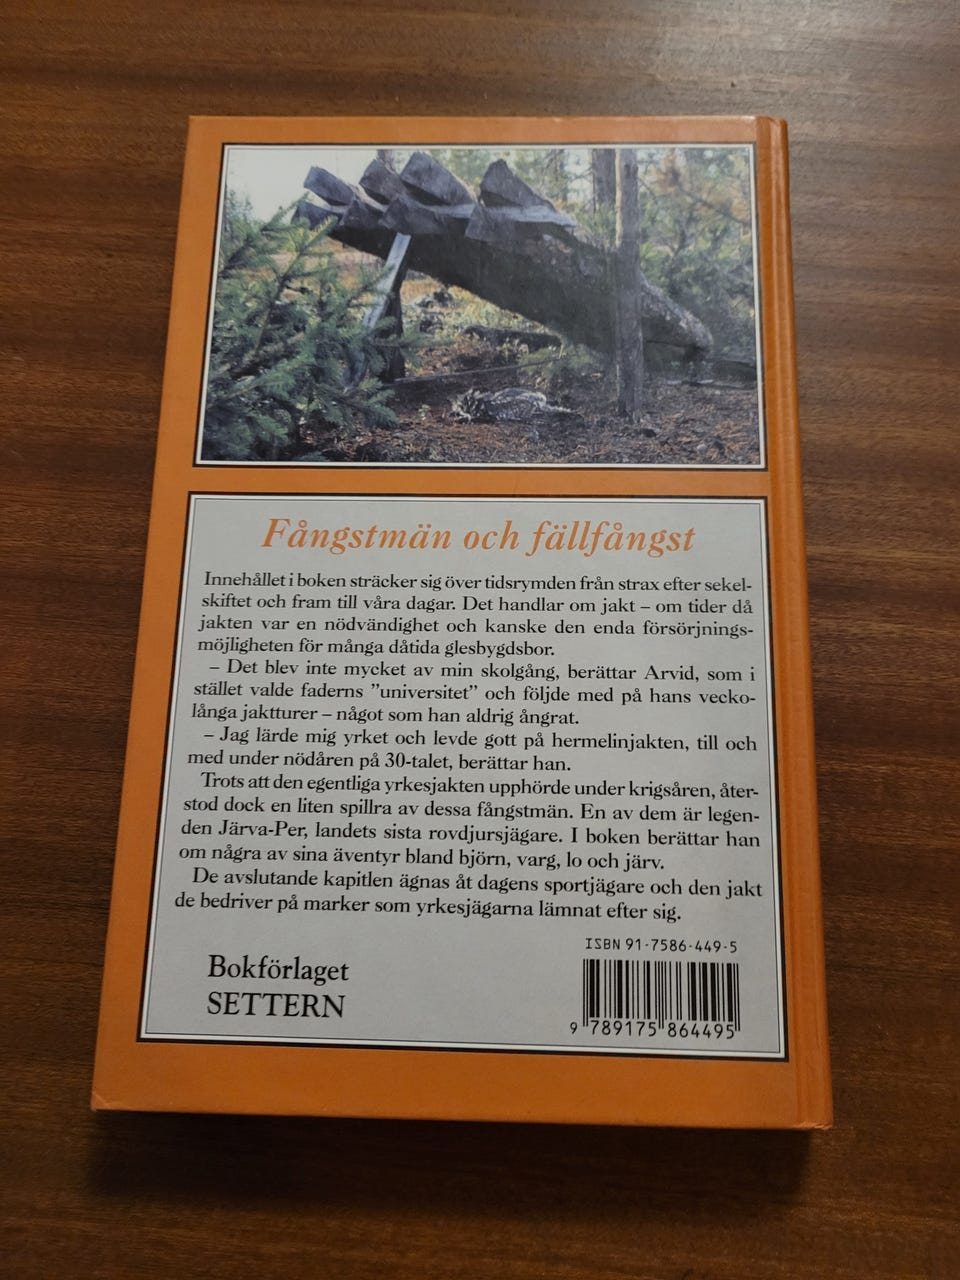 Fångstmän och fällfångst
Innehållet i boken sträcker sig över tidsrymden från strax efter sekel-
skiftet och fram till våra dagar. Det handlar om jakt – om tider då
jakten var en nödvändighet och kanske den enda försörjnings-
möjligheten för många dåtida glesbygdsbor.
– Det blev inte mycket av min skolgång, berättar Arvid, som i
stället valde faderns ”universitet” och följde med på hans vecko-
långa jaktturer – något som han aldrig ångrat.
– Jag lärde mig yrket och levde gott på hermelinjakten, till och
med under nödåren på 30-talet, berättar han.
Trots att den egentliga yrkesjakten upphörde under krigsåren, åter-
stod dock en liten spillra av dessa fångstmän. En av dem är legen-
den Järva-Per, landets sista rovdjursjägare. I boken berättar han
om några av sina äventyr bland björn, varg, lo och järv.
De avslutande kapitlen ägnas åt dagens sportjägare och den jakt
de bedriver på marker som yrkesjägarna lämnat efter sig.
ISBN 91-7586-449-5
Bokförlaget
SETTERN
9 789175 864495